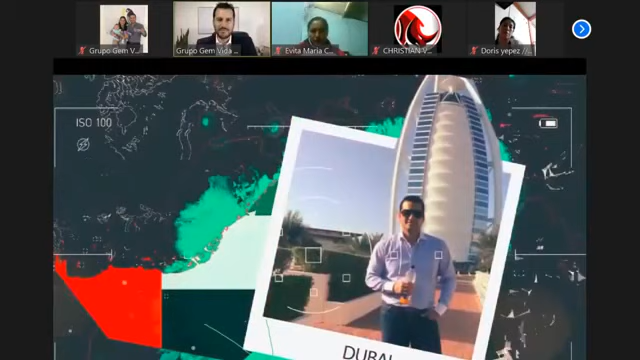 Grupo Gem V...
Grupo Gem Vida ...
Evita Maria C...
CHRISTIAN V...
Doris yepez //...
ISO 100
DUBAI